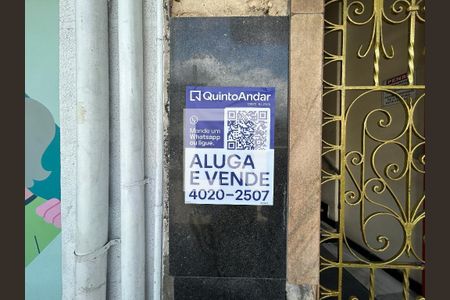 QuintoAndar
Mande um
Whatsapp
ou ligue.
ALUGA
E VENDE
4020-2507